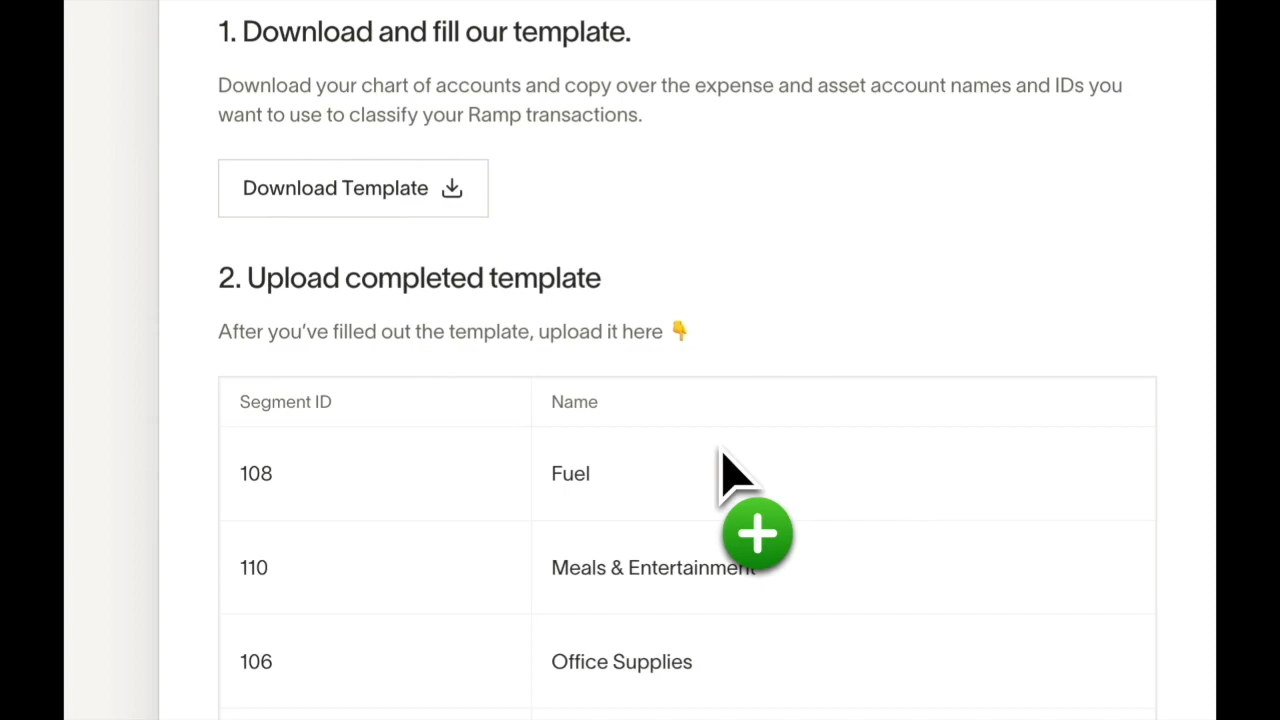 1. Download and fill our template.
Download your chart of accounts and copy over the expense and asset account names and IDs you
want to use to classify your Ramp transactions.
Download Template
2. Upload completed template
After you’ve filled out the template, upload it here 👇
Segment ID Name
108 Fuel
110 Meals & Entertainment
106 Office Supplies